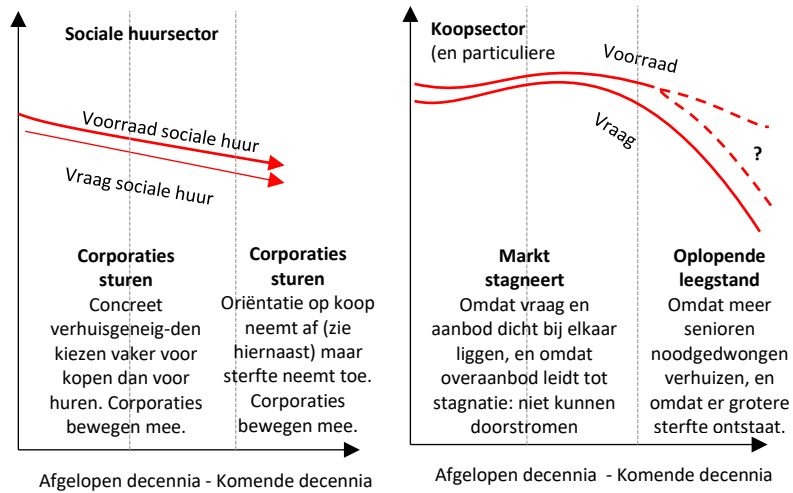 Sociale huursector
Voorraad sociale huur
Vraag sociale huur
Corporaties
sturen
Concreet
verhuisgeneig-den
kiezen vaker voor
kopen dan voor
huren. Corporaties
bewegen mee.
Corporaties
sturen
Oriëntatie op koop
neemt af (zie
hiernaast) maar
sterfte neemt toe.
Corporaties
bewegen mee.
Afgelopen decennia - Komende decennia
Koopsector
(en particuliere
Voorraad
Vraag
?
Markt
stagneert
Omdat vraag en
aanbod dicht bij elkaar
liggen, en omdat
overaanbod leidt tot
stagnatie: niet kunnen
doorstromen
Oplopende
leegstand
Omdat meer
senioren
noodgedwongen
verhuizen, en
omdat er grotere
sterfte ontstaat.
Afgelopen decennia - Komende decennia